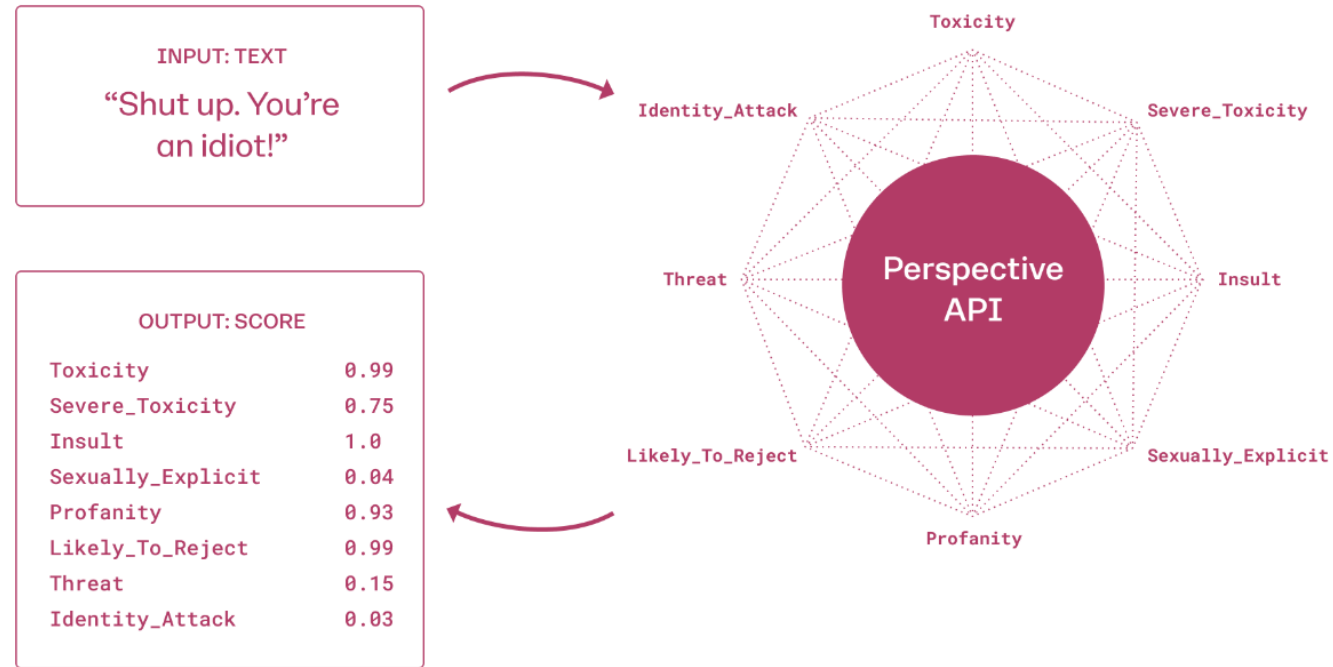 INPUT: TEXT
“Shut up. You’re
an idiot!”
OUTPUT: SCORE
Toxicity 0.99
Severe_Toxicity 0.75
Insult 1.0
Sexually_Explicit 0.04
Profanity 0.93
Likely_To_Reject 0.99
Threat 0.15
Identity_Attack 0.03
Toxicity
Identity_Attack
Severe_Toxicity
Threat
Perspective
API
Insult
Likely_To_Reject
Sexually_Explicit
Profanity